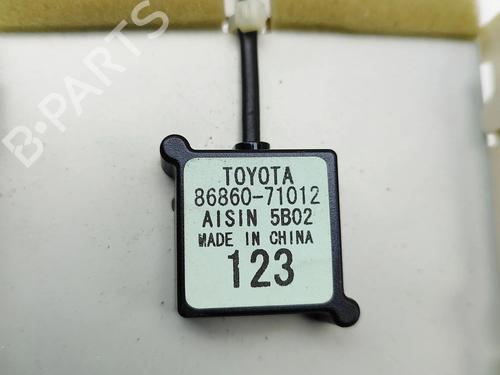 B-PARTS
TOYOTA
86860-71012
AISIN 5B02
MADE IN CHINA
123